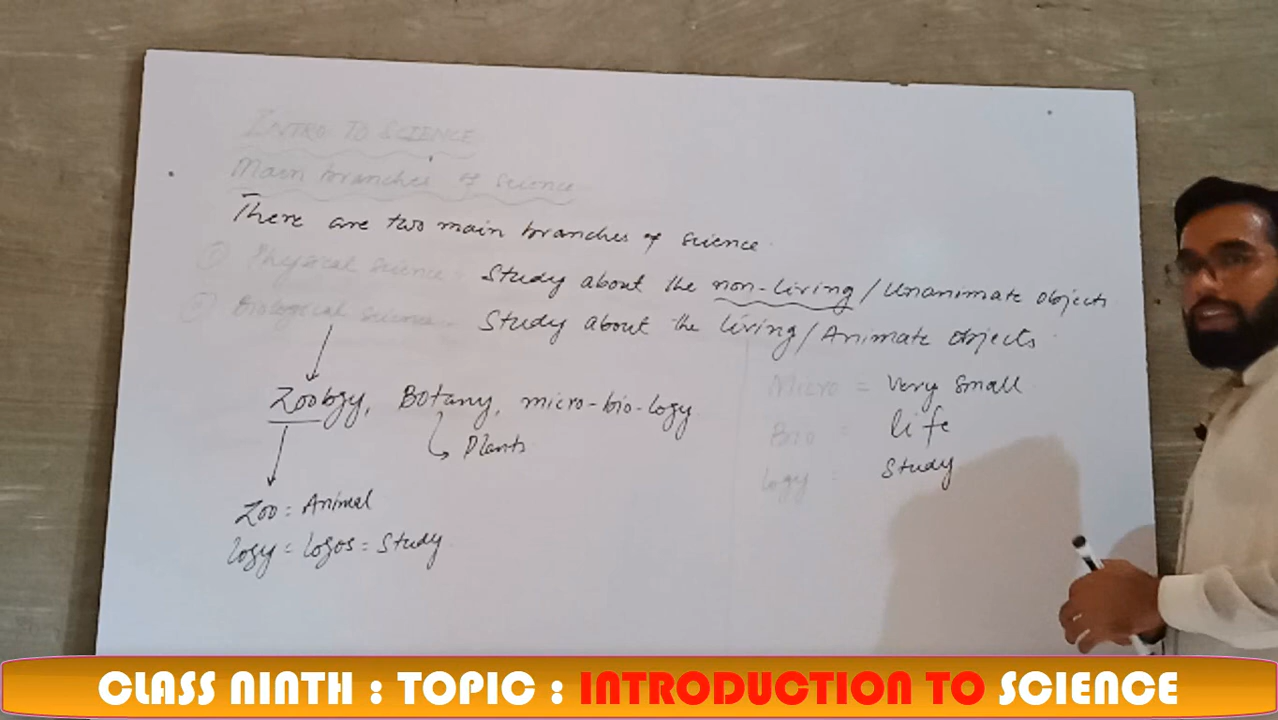 INTRO TO SCIENCE
Main branches of science
There are two main branches of science.
① Physical science : Study about the non-living / Unanimate objects
② Biological science - Study about the living / Animate objects.
Zoology, Botany, micro-bio-logy
Plants
Zoo = Animal
logy = logos = Study
Micro = Very Small
Bio = life
logy = Study
CLASS NINTH : TOPIC : INTRODUCTION TO SCIENCE